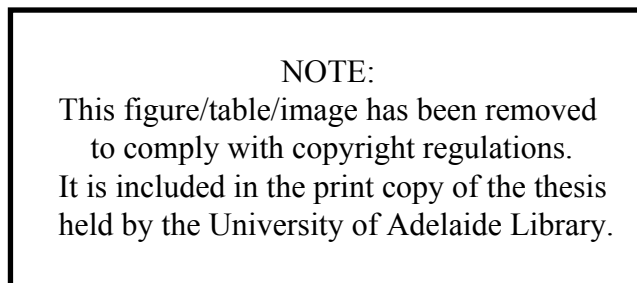 NOTE:
This figure/table/image has been removed
to comply with copyright regulations.
It is included in the print copy of the thesis
held by the University of Adelaide Library.